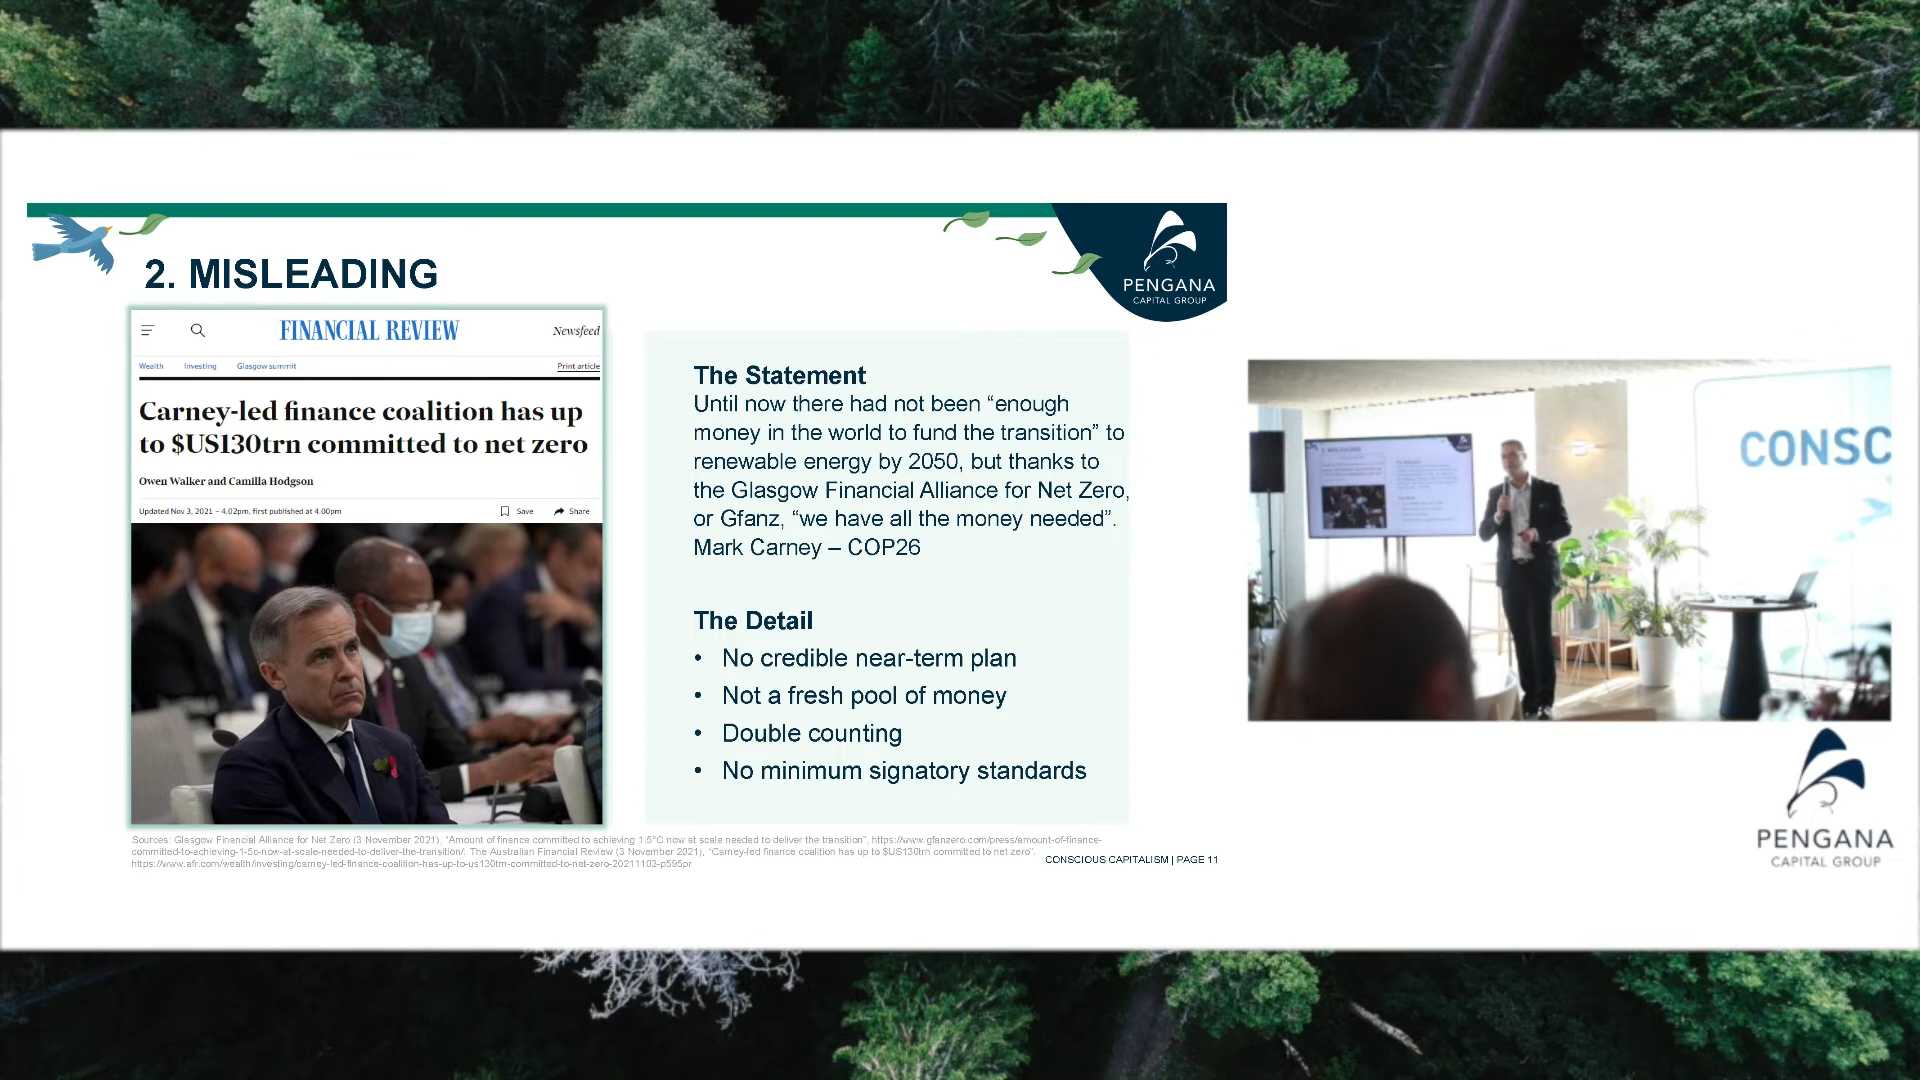 2. MISLEADING
PENGANA
CAPITAL GROUP
FINANCIAL REVIEW
Newsfeed
Wealth
Investing
Glasgow summit
Print article
Carney-led finance coalition has up
to $US130trn committed to net zero
Owen Walker and Camilla Hodgson
Updated Nov 3, 2021 – 4.02pm, first published at 4.00pm
Save
Share
The Statement
Until now there had not been “enough
money in the world to fund the transition” to
renewable energy by 2050, but thanks to
the Glasgow Financial Alliance for Net Zero,
or Gfanz, “we have all the money needed”.
Mark Carney – COP26
The Detail
• No credible near-term plan
• Not a fresh pool of money
• Double counting
• No minimum signatory standards
Sources: Glasgow Financial Alliance for Net Zero (3 November 2021), “Amount of finance committed to achieving 1.5°C now at scale needed to deliver the transition”, https://www.gfanzero.com/press/amount-of-finance-
committed-to-achieving-1-5c-now-at-scale-needed-to-deliver-the-transition/. The Australian Financial Review (3 November 2021), “Carney-led finance coalition has up to $US130trn committed to net zero”.
https://www.afr.com/wealth/investing/carney-led-finance-coalition-has-up-to-us130trn-committed-to-net-zero-20211103-p595pr
CONSCIOUS CAPITALISM | PAGE 11
CONSC
PENGANA
CAPITAL GROUP